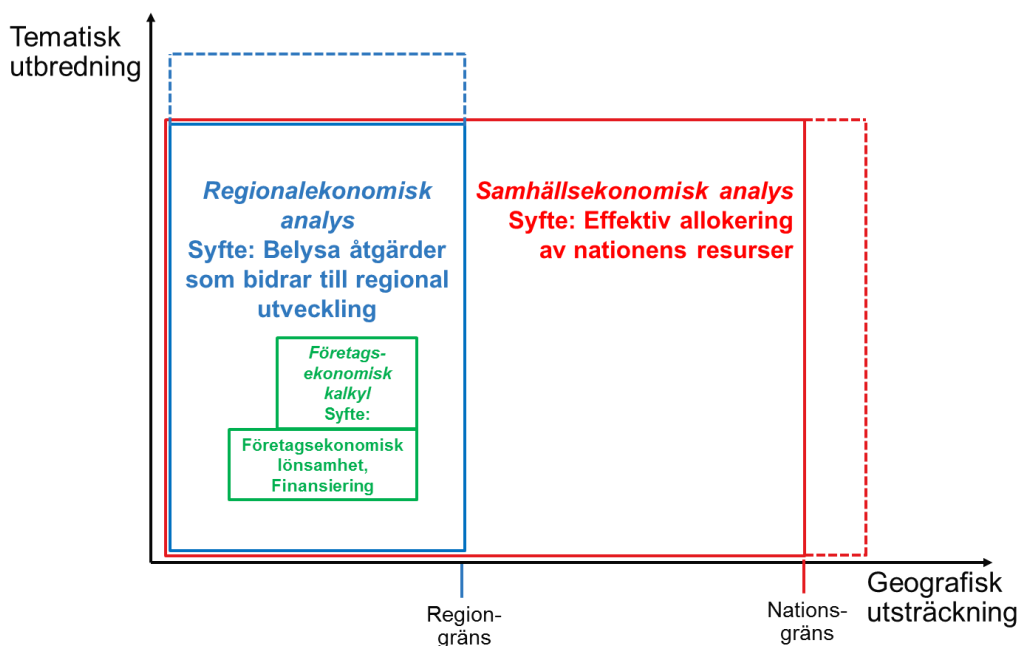 Tematisk
utbredning
Regionalekonomisk
analys
Syfte: Belysa åtgärder
som bidrar till regional
utveckling
Samhällsekonomisk analys
Syfte: Effektiv allokering
av nationens resurser
Företags-
ekonomisk
kalkyl
Syfte:
Företagsekonomisk
lönsamhet,
Finansiering
Region-
gräns
Nations-
gräns
Geografisk
utsträckning